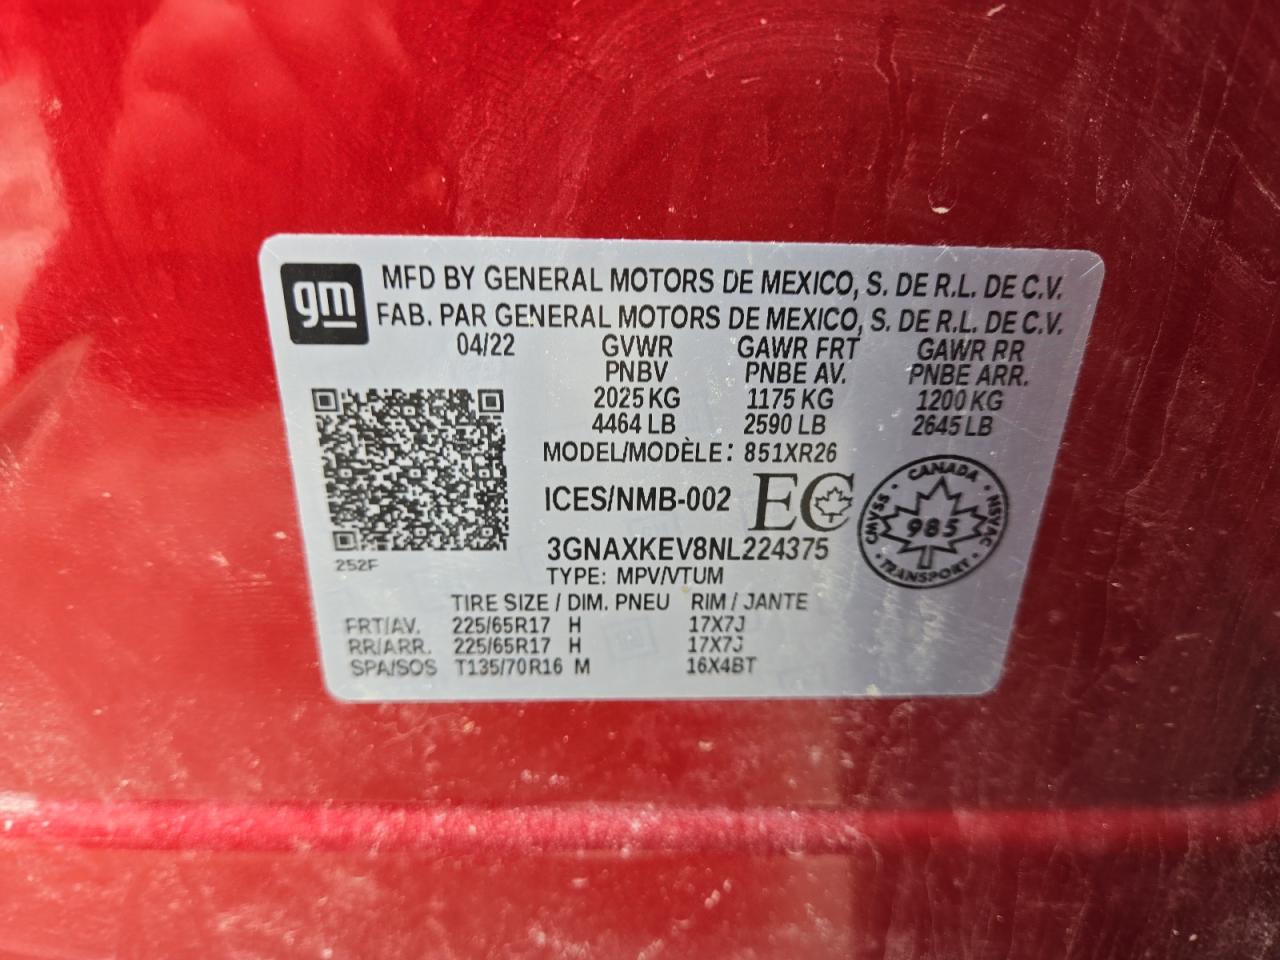 gm
MFD BY GENERAL MOTORS DE MEXICO, S. DE R.L. DE C.V.
FAB. PAR GENERAL MOTORS DE MEXICO, S. DE R.L. DE C.V.
04/22 GVWR GAWR FRT GAWR RR
PNBV PNBE AV. PNBE ARR.
2025 KG 1175 KG 1200 KG
4464 LB 2590 LB 2645 LB
MODEL/MODÈLE: 851XR26
ICES/NMB-002 EC
CANADA
CMVSS 985 NSVAC
TRANSPORT
3GNAXKEV8NL224375
252F
TYPE: MPV/VTUM
TIRE SIZE / DIM. PNEU RIM / JANTE
FRT/AV. 225/65R17 H 17X7J
RR/ARR. 225/65R17 H 17X7J
SPA/SOS T135/70R16 M 16X4BT